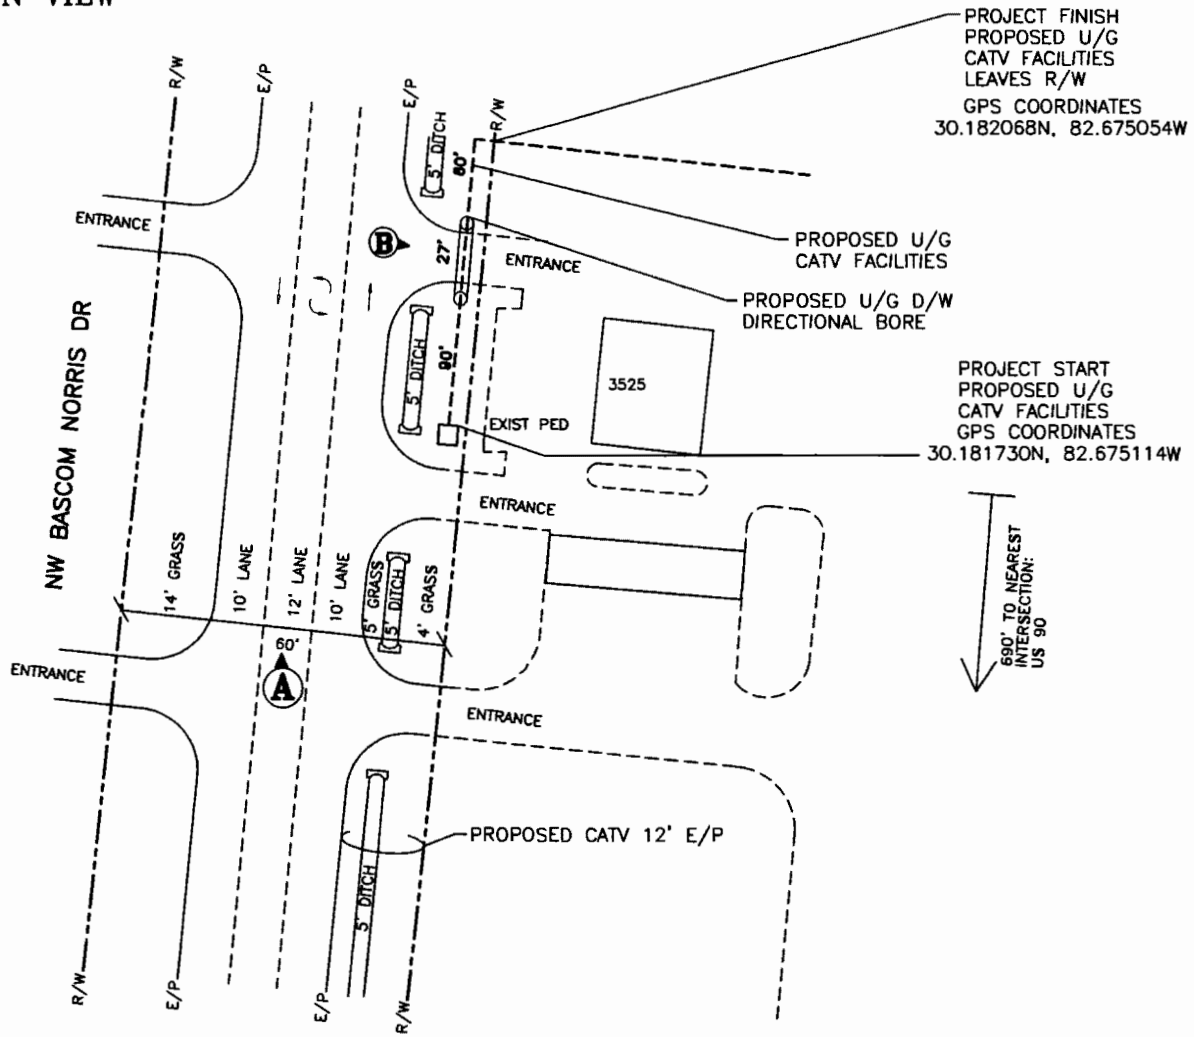 N VIEW
PROJECT FINISH
PROPOSED U/G
CATV FACILITIES
LEAVES R/W
GPS COORDINATES
30.182068N, 82.675054W
R/W
E/P
E/P
R/W
5' DITCH
80'
ENTRANCE
B
27'
ENTRANCE
PROPOSED U/G
CATV FACILITIES
PROPOSED U/G D/W
DIRECTIONAL BORE
NW BASCOM NORRIS DR
5' DITCH
90'
3525
EXIST PED
PROJECT START
PROPOSED U/G
CATV FACILITIES
GPS COORDINATES
30.181730N, 82.675114W
ENTRANCE
14' GRASS
10' LANE
12' LANE
10' LANE
5' GRASS
5' DITCH
4' GRASS
60'
690' TO NEAREST
INTERSECTION:
US 90
ENTRANCE
A
ENTRANCE
PROPOSED CATV 12' E/P
5' DITCH
R/W
E/P
E/P
R/W